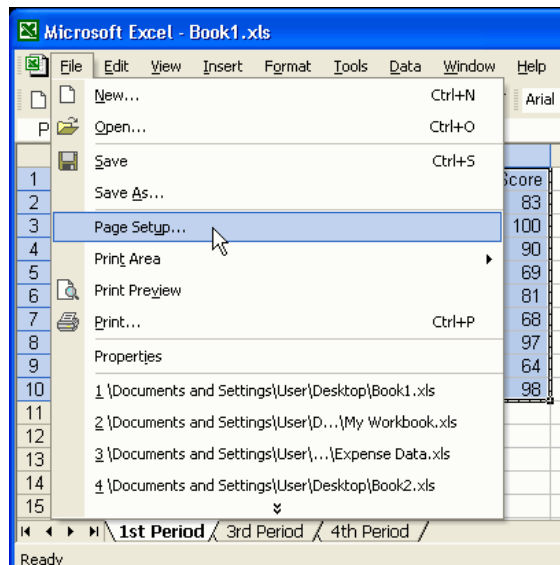 Microsoft Excel - Book1.xls
File Edit View Insert Format Tools Data Window Help
New... Ctrl+N Arial
Open... Ctrl+O
P
Save Ctrl+S
1 Score
Save As...
2 83
3 Page Setup... 100
4 Print Area 90
5 69
6 Print Preview 81
7 Print... Ctrl+P 68
8 Properties 97
9 64
10 1 \Documents and Settings\User\Desktop\Book1.xls 98
11 2 \Documents and Settings\User\D...\My Workbook.xls
12
13 3 \Documents and Settings\User\...\Expense Data.xls
14 4 \Documents and Settings\User\Desktop\Book2.xls
15
1st Period / 3rd Period / 4th Period /
Ready